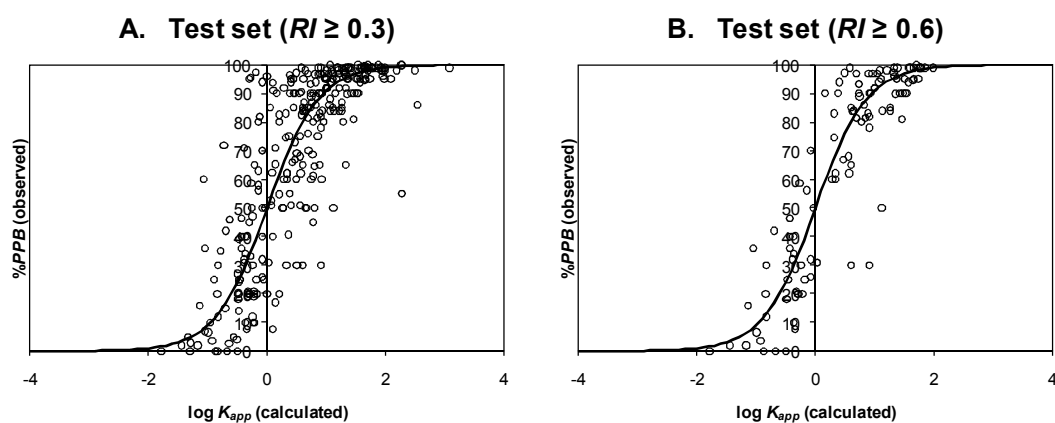 A. Test set (RI ≥ 0.3)
100
90
80
70
60
50
40
30
20
10
0
-4 -2 0 2 4
%PPB (observed)
log Kapp (calculated)
B. Test set (RI ≥ 0.6)
100
90
80
70
60
50
40
30
20
10
0
-4 -2 0 2 4
%PPB (observed)
log Kapp (calculated)